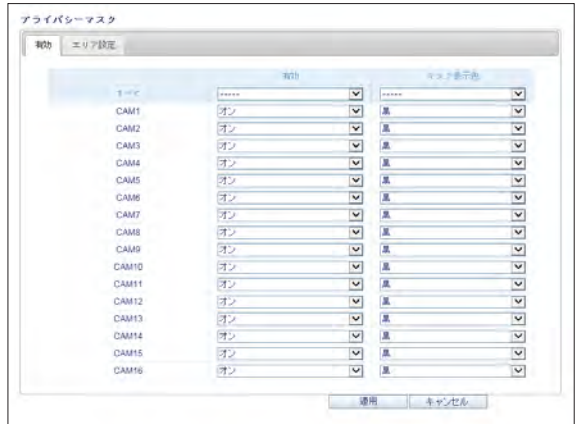 プライバシーマスク
有効 エリア設定
有効 マスク表示色
すべて ----- -----
CAM1 オン 黒
CAM2 オン 黒
CAM3 オン 黒
CAM4 オン 黒
CAM5 オン 黒
CAM6 オン 黒
CAM7 オン 黒
CAM8 オン 黒
CAM9 オン 黒
CAM10 オン 黒
CAM11 オン 黒
CAM12 オン 黒
CAM13 オン 黒
CAM14 オン 黒
CAM15 オン 黒
CAM16 オン 黒
適用 キャンセル